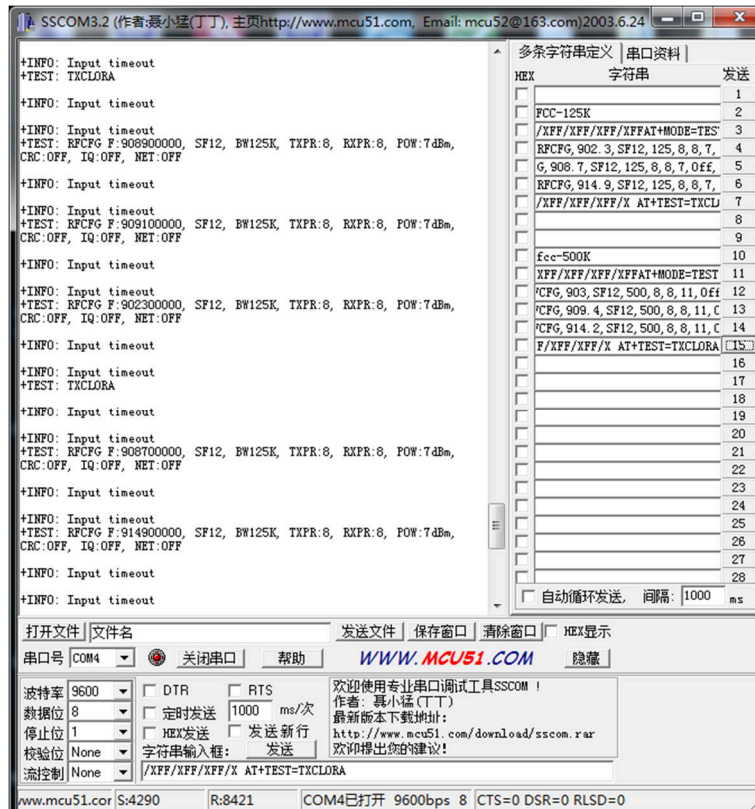 SSCOM3.2 (作者:聂小猛(丁丁), 主页http://www.mcu51.com, Email: mcu52@163.com)2003.6.24
+INFO: Input timeout
+TEST: TXCLORA
+INFO: Input timeout
+INFO: Input timeout
+TEST: RFCFG F:908900000, SF12, BW125K, TXPR:8, RXPR:8, POW:7dBm,
CRC:OFF, IQ:OFF, NET:OFF
+INFO: Input timeout
+INFO: Input timeout
+TEST: RFCFG F:909100000, SF12, BW125K, TXPR:8, RXPR:8, POW:7dBm,
CRC:OFF, IQ:OFF, NET:OFF
+INFO: Input timeout
+INFO: Input timeout
+TEST: RFCFG F:902300000, SF12, BW125K, TXPR:8, RXPR:8, POW:7dBm,
CRC:OFF, IQ:OFF, NET:OFF
+INFO: Input timeout
+INFO: Input timeout
+TEST: TXCLORA
+INFO: Input timeout
+INFO: Input timeout
+TEST: RFCFG F:908700000, SF12, BW125K, TXPR:8, RXPR:8, POW:7dBm,
CRC:OFF, IQ:OFF, NET:OFF
+INFO: Input timeout
+INFO: Input timeout
+TEST: RFCFG F:914900000, SF12, BW125K, TXPR:8, RXPR:8, POW:7dBm,
CRC:OFF, IQ:OFF, NET:OFF
+INFO: Input timeout
+INFO: Input timeout
多条字符串定义 串口资料
HEX 字符串 发送
1
FCC-125K 2
/XFF/XFF/XFF/XFFAT+MODE=TES 3
RFCFG, 902.3, SF12, 125, 8, 8, 7, 4
G, 908.7, SF12, 125, 8, 8, 7, Off, 5
RFCFG, 914.9, SF12, 125, 8, 8, 7, 6
/XFF/XFF/XFF/X AT+TEST=TXCL 7
8
9
fcc-500K 10
XFF/XFF/XFF/XFFAT+MODE=TEST 11
CFG, 903, SF12, 500, 8, 8, 11, Off 12
CFG, 909.4, SF12, 500, 8, 8, 11, 13
CFG, 914.2, SF12, 500, 8, 8, 11, 14
F/XFF/XFF/X AT+TEST=TXCLORA 15
16
17
18
19
20
21
22
23
24
25
26
27
28
自动循环发送, 间隔: 1000 ms
打开文件 文件名 发送文件 保存窗口 清除窗口 HEX显示
串口号 COM4 关闭串口 帮助 WWW.MCU51.COM 隐藏
波特率 9600 DTR RTS
数据位 8 定时发送 1000 ms/次
停止位 1 HEX发送 发送新行
校验位 None 字符串输入框: 发送
流控制 None /XFF/XFF/XFF/X AT+TEST=TXCLORA
欢迎使用专业串口调试工具SSCOM !
作者: 聂小猛(丁丁)
最新版本下载地址:
http://www.mcu51.com/download/sscom.rar
欢迎提出您的建议!
www.mcu51.cor S:4290 R:8421 COM4已打开 9600bps 8 CTS=0 DSR=0 RLSD=0